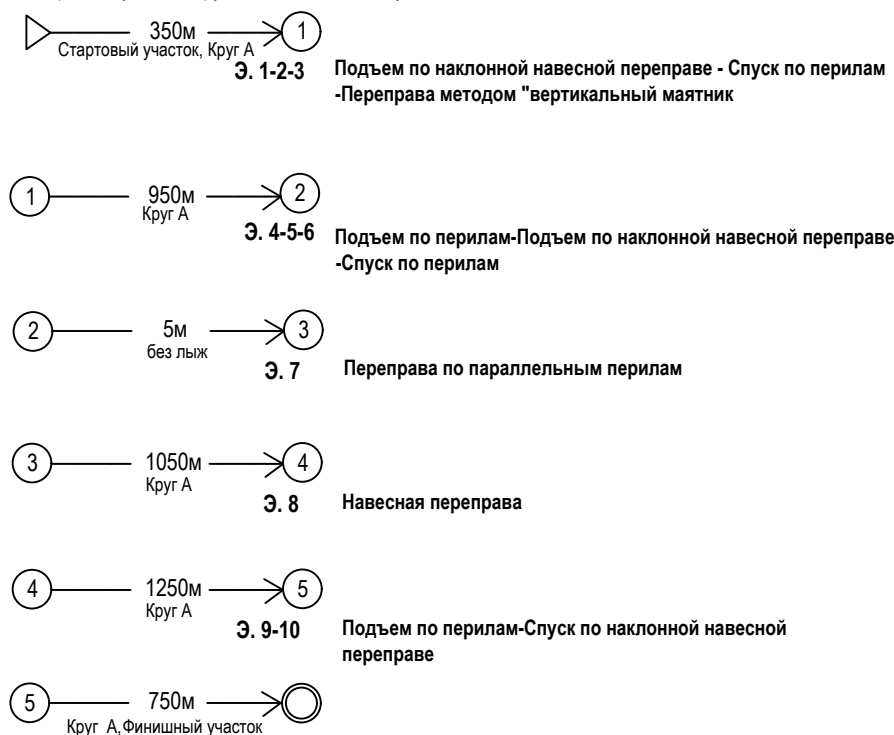 350м
1
Стартовый участок, Круг А
Э. 1-2-3
Подъем по наклонной навесной переправе - Спуск по перилам
-Переправа методом "вертикальный маятник
1
950м
2
Круг А
Э. 4-5-6
Подъем по перилам-Подъем по наклонной навесной переправе
-Спуск по перилам
2
5м
3
без лыж
Э. 7
Переправа по параллельным перилам
3
1050м
4
Круг А
Э. 8
Навесная переправа
4
1250м
5
Круг А
Э. 9-10
Подъем по перилам-Спуск по наклонной навесной
переправе
5
750м
Круг А,Финишный участок